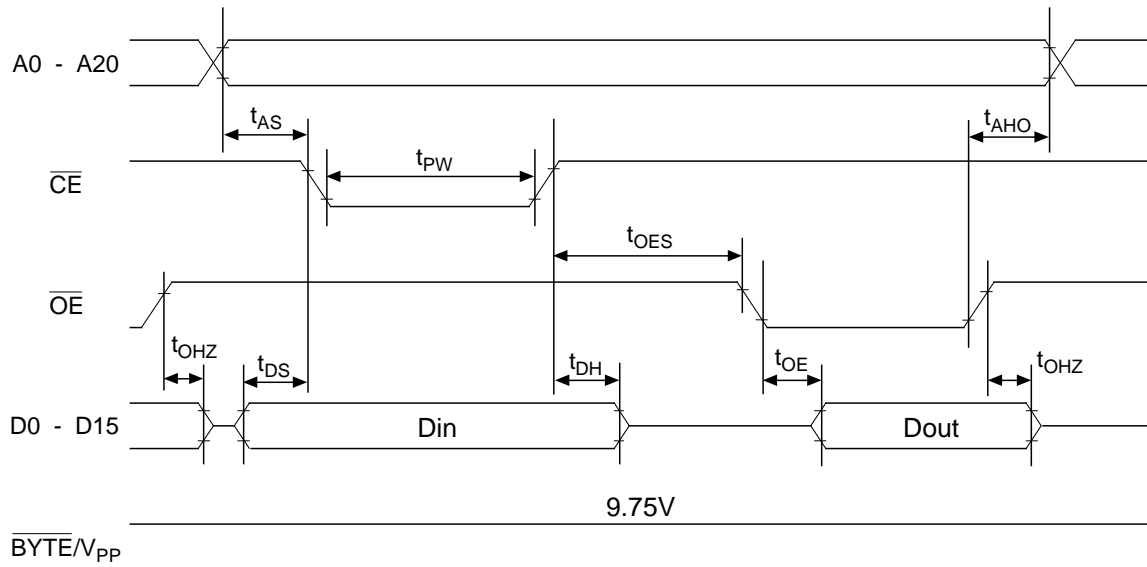 A0 - A20
tAS
tAHO
CE
tPW
tOES
OE
tOHZ
tDS
tDH
tOE
tOHZ
D0 - D15
Din
Dout
9.75V
BYTE/VPP